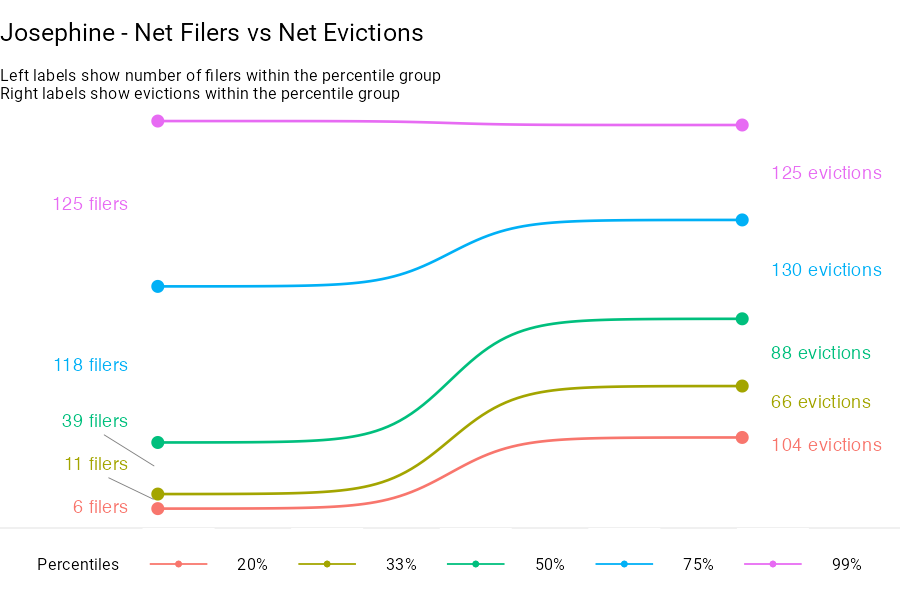 Josephine - Net Filers vs Net Evictions
Left labels show number of filers within the percentile group
Right labels show evictions within the percentile group
125 filers
118 filers
39 filers
11 filers
6 filers
125 evictions
130 evictions
88 evictions
66 evictions
104 evictions
Percentiles 20% 33% 50% 75% 99%